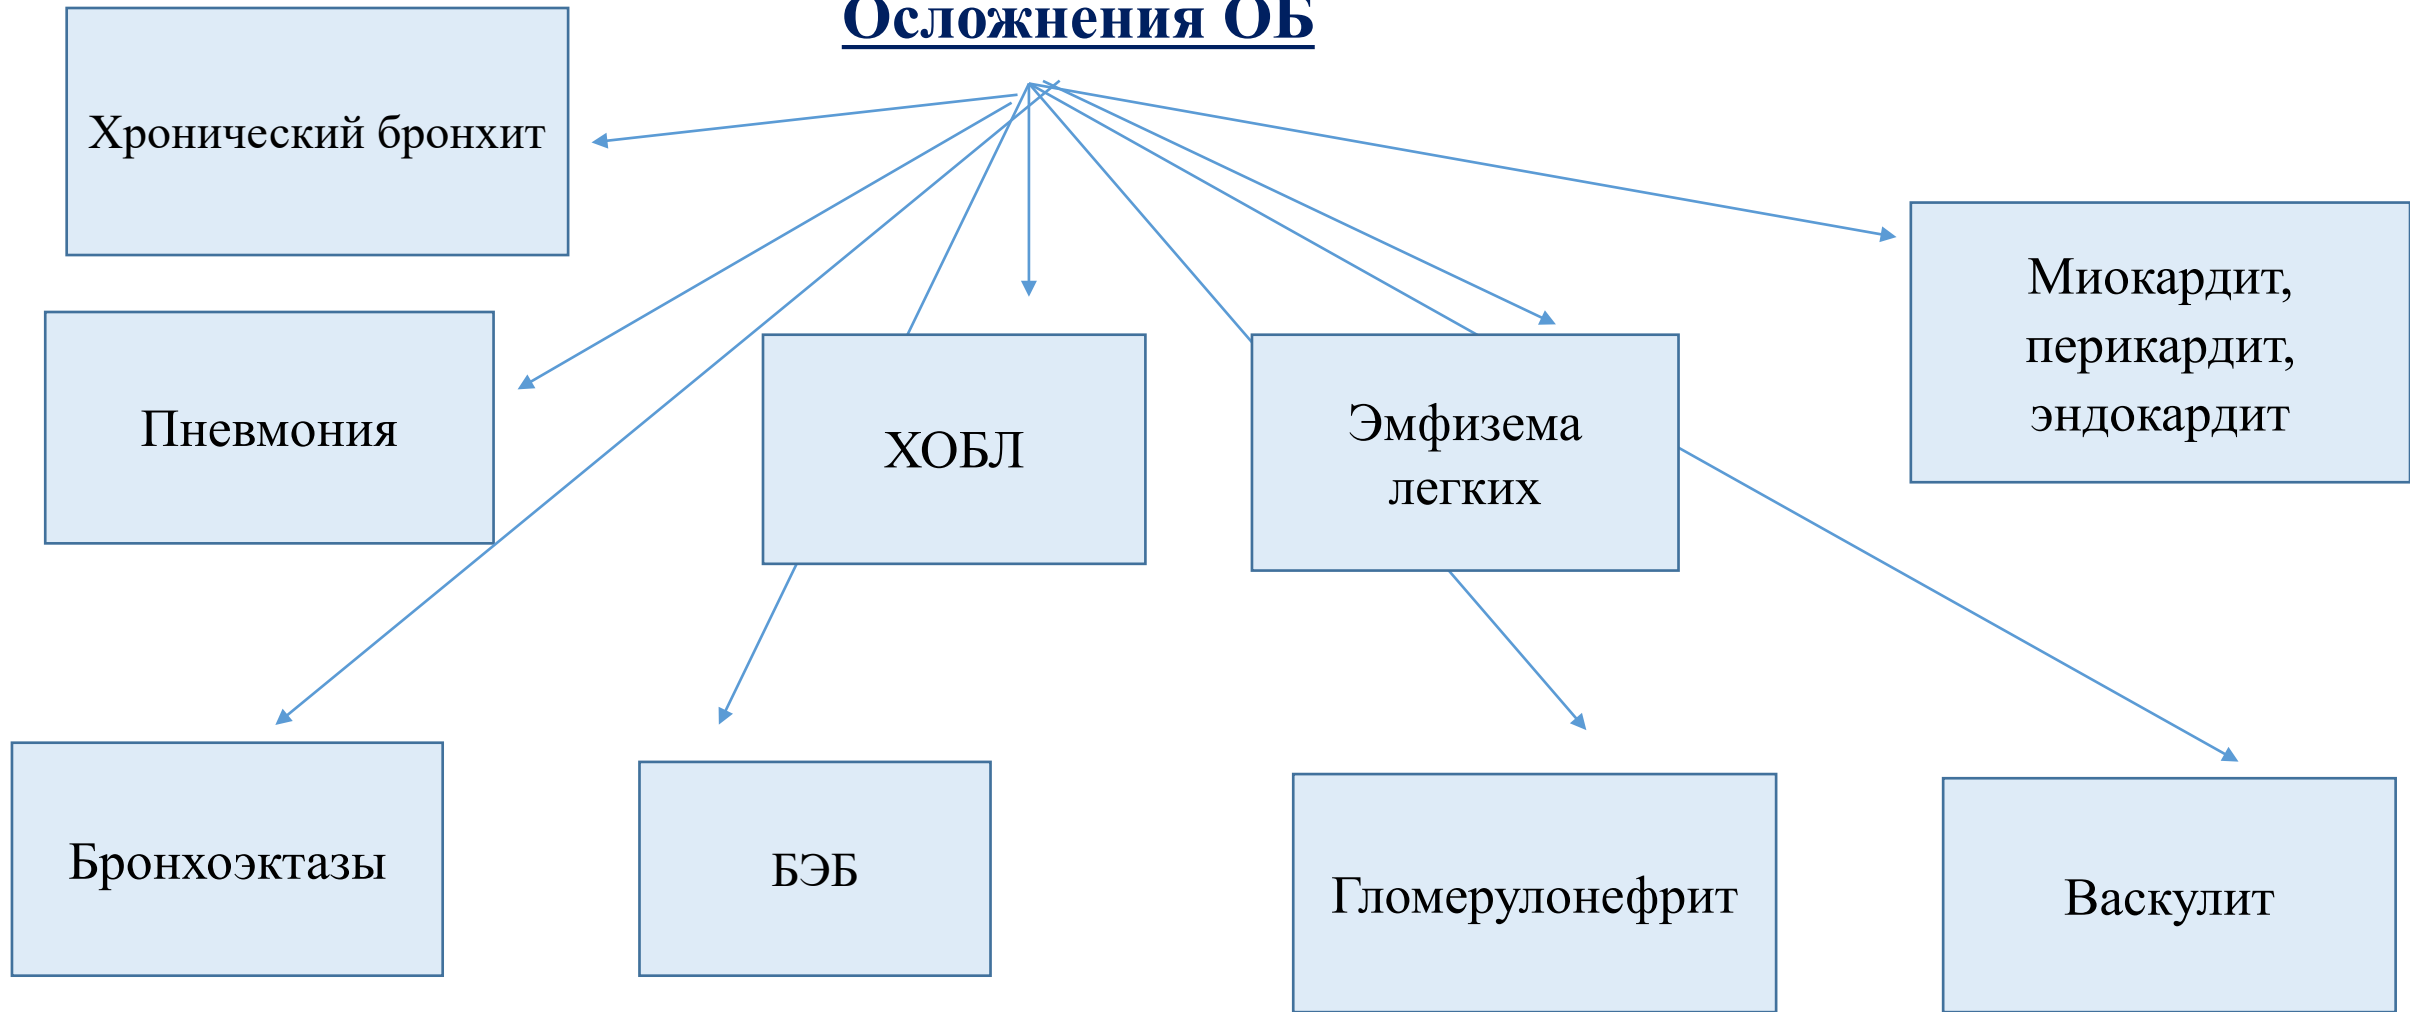 Осложнения ОБ
Хронический бронхит
Миокардит,
перикардит,
эндокардит
Пневмония
ХОБЛ
Эмфизема
легких
Бронхоэктазы
БЭБ
Гломерулонефрит
Васкулит